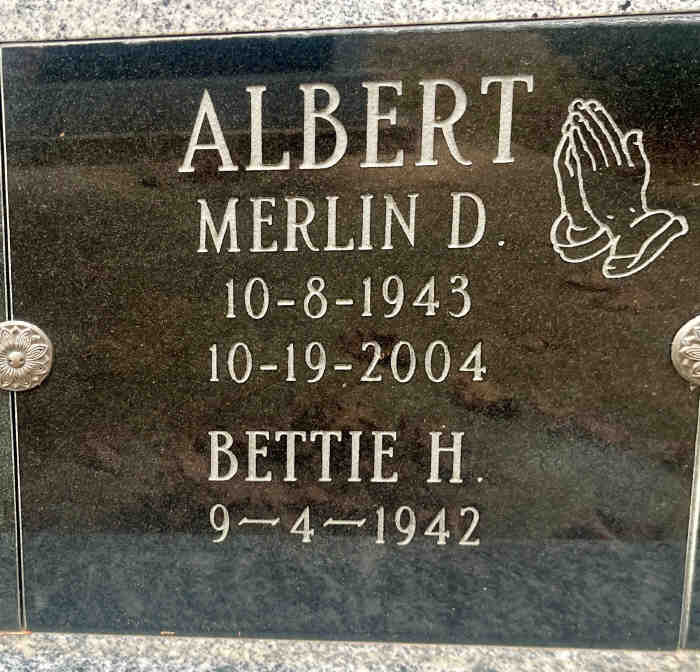 ALBERT
MERLIN D.
10-8-1943
10-19-2004
BETTIE H.
9-4-1942